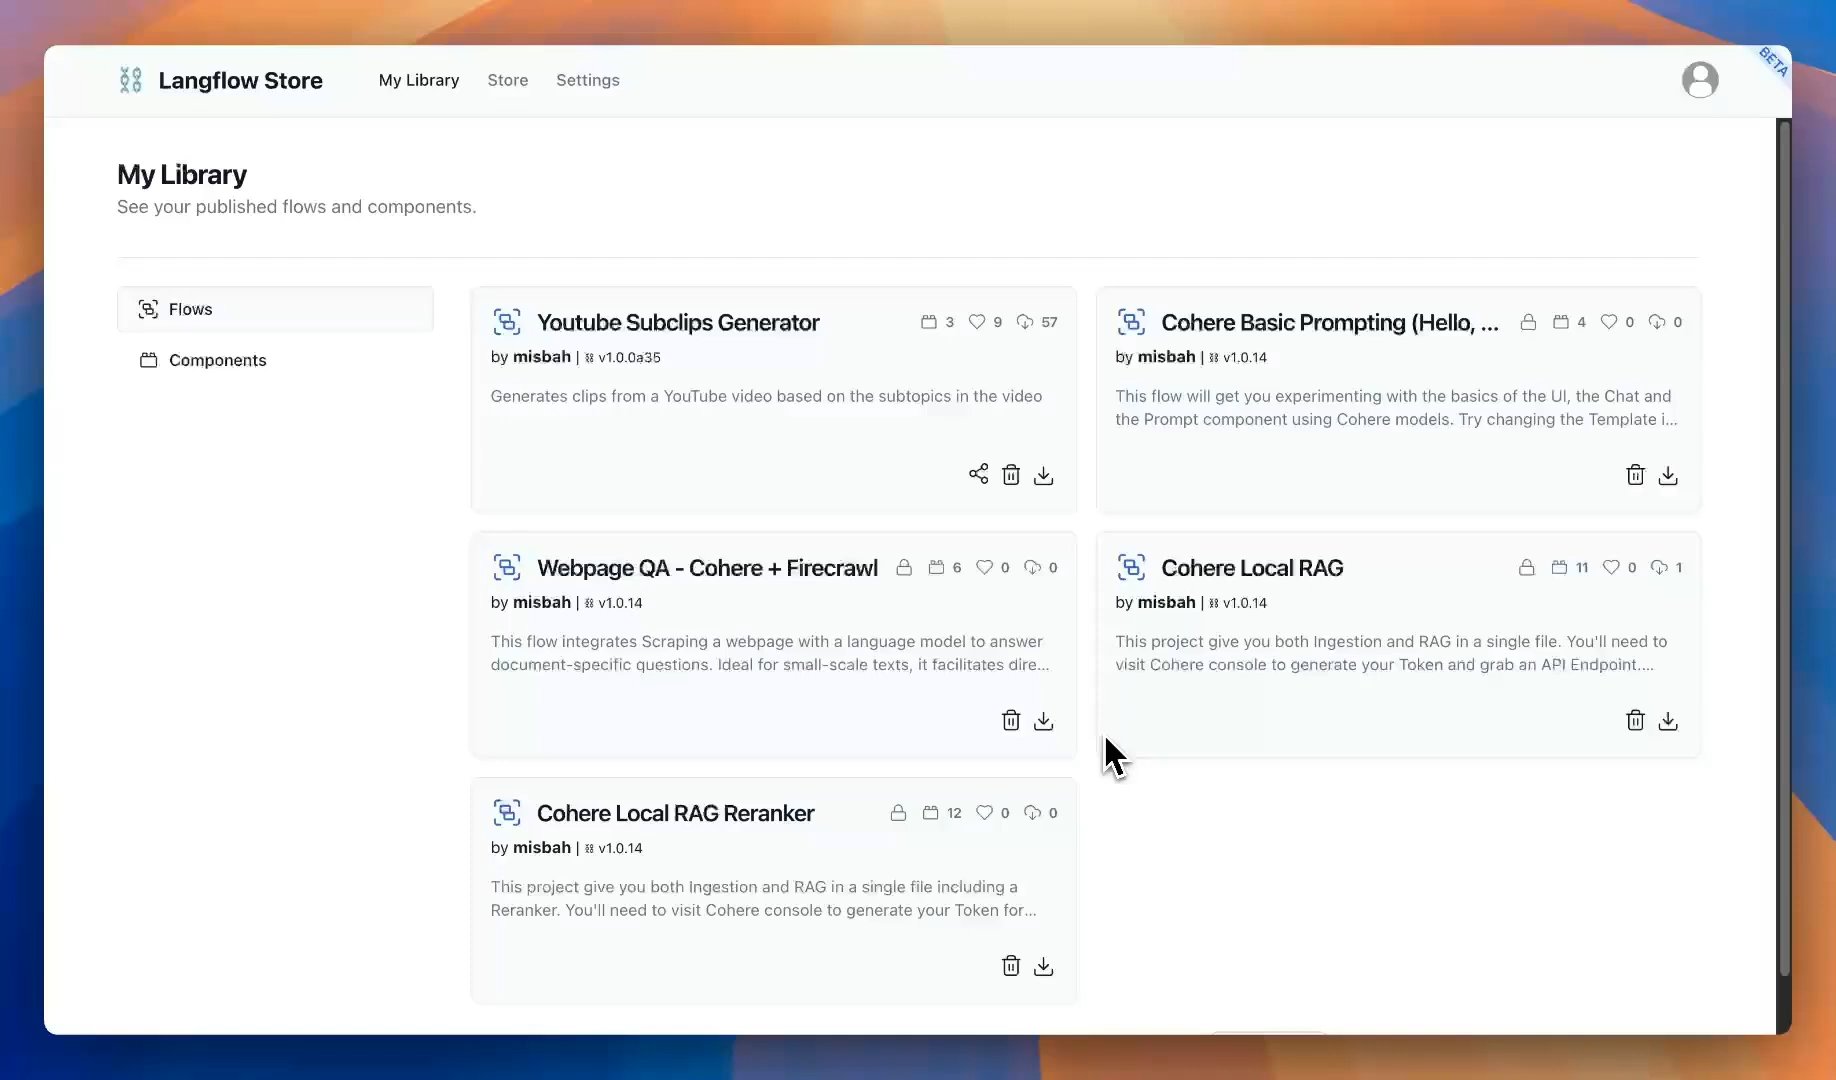 BETA
Langflow Store
My Library
Store
Settings
My Library
See your published flows and components.
Flows
Components
Youtube Subclips Generator
3
9
57
by misbah | v1.0.0a35
Generates clips from a YouTube video based on the subtopics in the video
Cohere Basic Prompting (Hello, ...
4
0
0
by misbah | v1.0.14
This flow will get you experimenting with the basics of the UI, the Chat and
the Prompt component using Cohere models. Try changing the Template i...
Webpage QA - Cohere + Firecrawl
6
0
0
by misbah | v1.0.14
This flow integrates Scraping a webpage with a language model to answer
document-specific questions. Ideal for small-scale texts, it facilitates dire...
Cohere Local RAG
11
0
1
by misbah | v1.0.14
This project give you both Ingestion and RAG in a single file. You'll need to
visit Cohere console to generate your Token and grab an API Endpoint....
Cohere Local RAG Reranker
12
0
0
by misbah | v1.0.14
This project give you both Ingestion and RAG in a single file including a
Reranker. You'll need to visit Cohere console to generate your Token for...